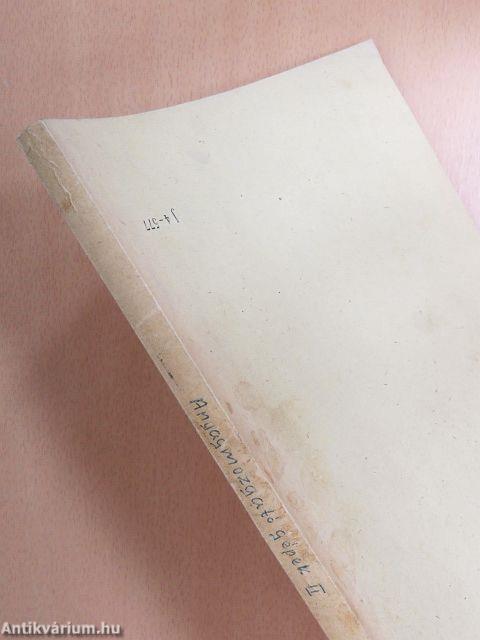 J 4-577
Anyagmozgató gépek II
Antikvárium.hu